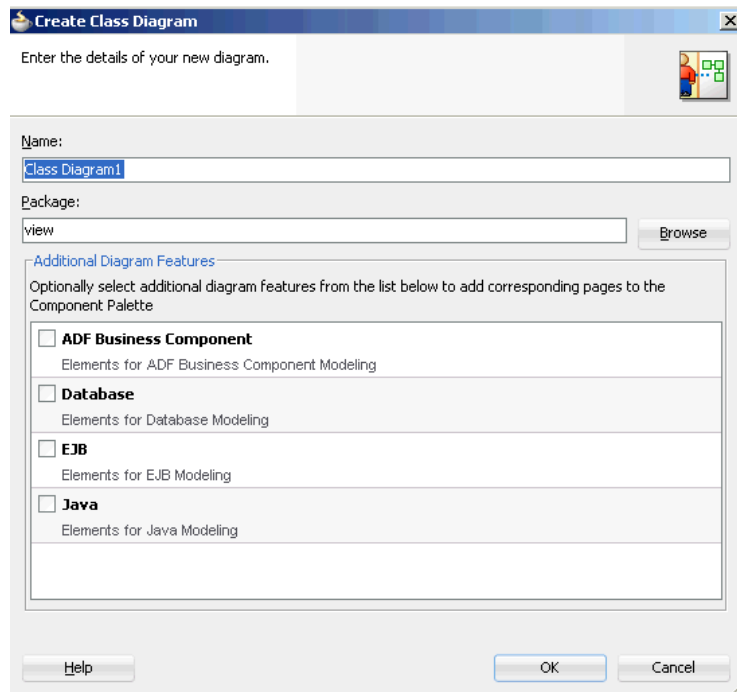 Create Class Diagram
Enter the details of your new diagram.
Name:
Class Diagram1
Package:
view
Browse
Additional Diagram Features
Optionally select additional diagram features from the list below to add corresponding pages to the
Component Palette
ADF Business Component
Elements for ADF Business Component Modeling
Database
Elements for Database Modeling
EJB
Elements for EJB Modeling
Java
Elements for Java Modeling
Help
OK
Cancel